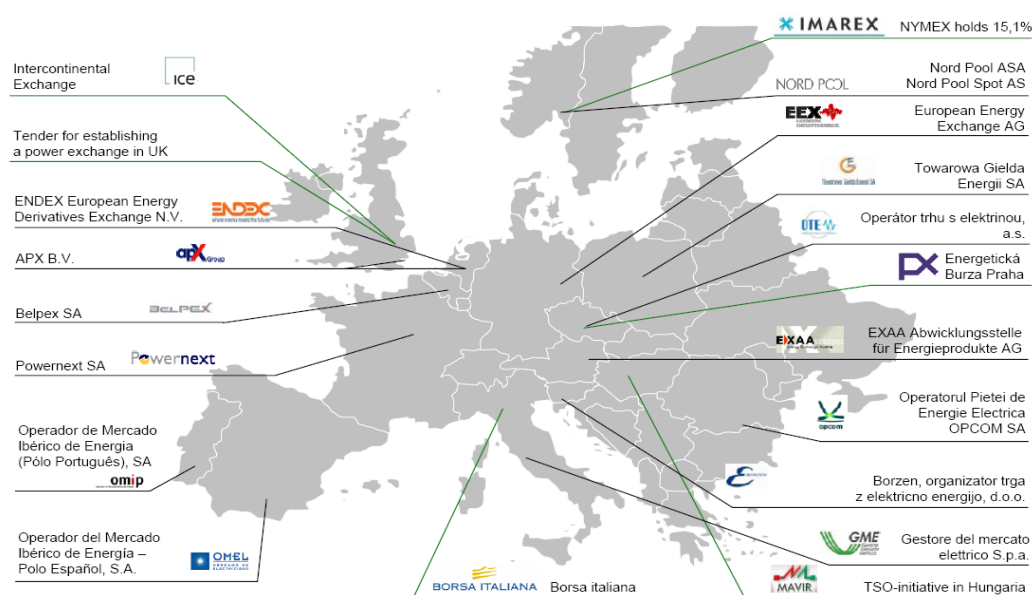 Intercontinental
Exchange
ice
Tender for establishing
a power exchange in UK
ENDEX European Energy
Derivatives Exchange N.V.
ENDEX
APX B.V.
apX Group
Belpex SA
BELPEX
Powernext SA
Powernext
Operador de Mercado
Ibérico de Energia
(Pólo Português), SA
omip
Operador del Mercado
Ibérico de Energía –
Polo Español, S.A.
OMEL
BORSA ITALIANA Borsa italiana
IMAREX NYMEX holds 15,1%
Nord Pool ASA
NORD POOL Nord Pool Spot AS
EEX European Energy
Exchange AG
Towarowa Gielda
Energii SA
Towarowa Giełda Energii SA
OTE Operátor trhu s elektrinou,
a.s.
PX Energetická
Burza Praha
EXAA EXAA Abwicklungsstelle
für Energieprodukte AG
Operatorul Pietei de
Energie Electrica
opcom OPCOM SA
Borzen, organizator trga
z elektricno energijo, d.o.o.
GME Gestore del mercato
elettrico S.p.a.
MAVIR TSO-initiative in Hungaria